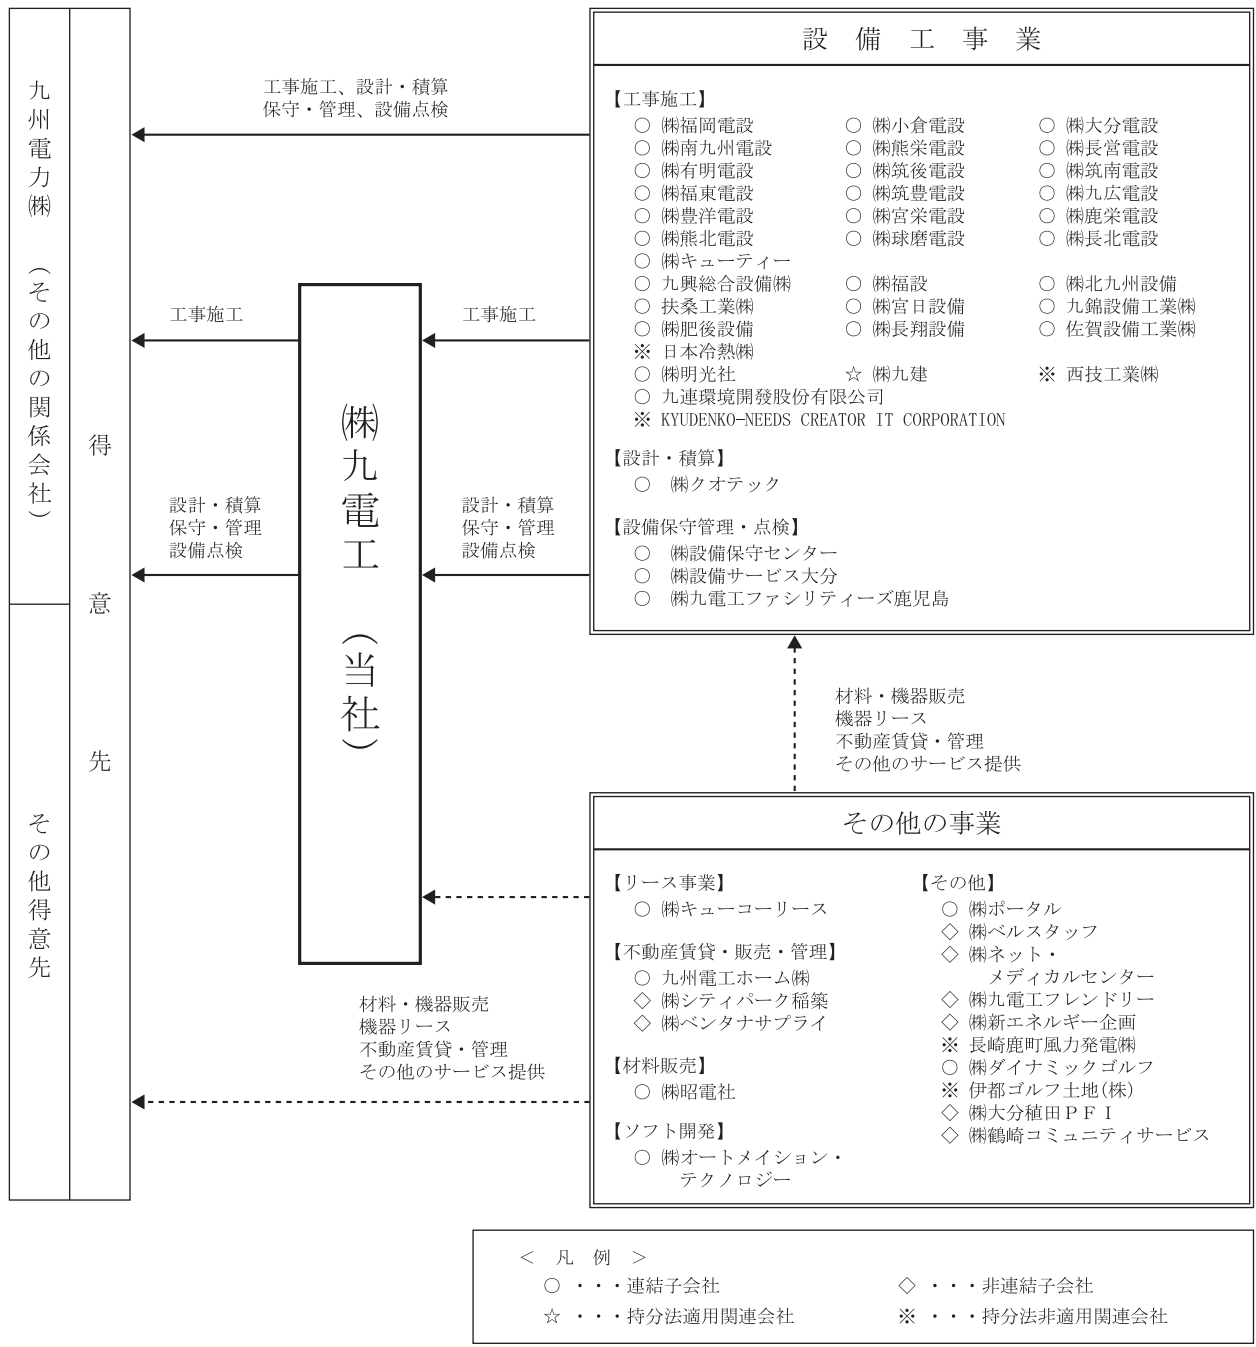 九州電力㈱
（その他の関係会社）
その他得意先
得意先
工事施工、設計・積算
保守・管理、設備点検
工事施工
設計・積算
保守・管理
設備点検
㈱九電工
（当社）
工事施工
設計・積算
保守・管理
設備点検
材料・機器販売
機器リース
不動産賃貸・管理
その他のサービス提供
設備工事業
【工事施工】
○ ㈱福岡電設 ○ ㈱小倉電設 ○ ㈱大分電設
○ ㈱南九州電設 ○ ㈱熊栄電設 ○ ㈱長営電設
○ ㈱有明電設 ○ ㈱筑後電設 ○ ㈱筑南電設
○ ㈱福東電設 ○ ㈱筑豊電設 ○ ㈱九広電設
○ ㈱豊洋電設 ○ ㈱宮栄電設 ○ ㈱鹿栄電設
○ ㈱熊北電設 ○ ㈱球磨電設 ○ ㈱長北電設
○ ㈱キューティー
○ 九興総合設備㈱ ○ ㈱福設 ○ ㈱北九州設備
○ 扶桑工業㈱ ○ ㈱宮日設備 ○ 九錦設備工業㈱
○ ㈱肥後設備 ○ ㈱長翔設備 ○ 佐賀設備工業㈱
※ 日本冷熱㈱
○ ㈱明光社 ☆ ㈱九建 ※ 西技工業㈱
○ 九連環境開發股份有限公司
※ KYUDENKO-NEEDS CREATOR IT CORPORATION
【設計・積算】
○ ㈱クオテック
【設備保守管理・点検】
○ ㈱設備保守センター
○ ㈱設備サービス大分
○ ㈱九電工ファシリティーズ鹿児島
材料・機器販売
機器リース
不動産賃貸・管理
その他のサービス提供
その他の事業
【リース事業】
○ ㈱キューコーリース
【不動産賃貸・販売・管理】
○ 九州電工ホーム㈱
◇ ㈱シティパーク稲築
◇ ㈱ベンタナサプライ
【材料販売】
○ ㈱昭電社
【ソフト開発】
○ ㈱オートメイション・
テクノロジー
【その他】
○ ㈱ポータル
◇ ㈱ベルスタッフ
◇ ㈱ネット・
メディカルセンター
◇ ㈱九電工フレンドリー
◇ ㈱新エネルギー企画
※ 長崎鹿町風力発電㈱
○ ㈱ダイナミックゴルフ
※ 伊都ゴルフ土地(株)
◇ ㈱大分稙田ＰＦＩ
◇ ㈱鶴崎コミュニティサービス
＜ 凡 例 ＞
○ ・・・連結子会社 ◇ ・・・非連結子会社
☆ ・・・持分法適用関連会社 ※ ・・・持分法非適用関連会社